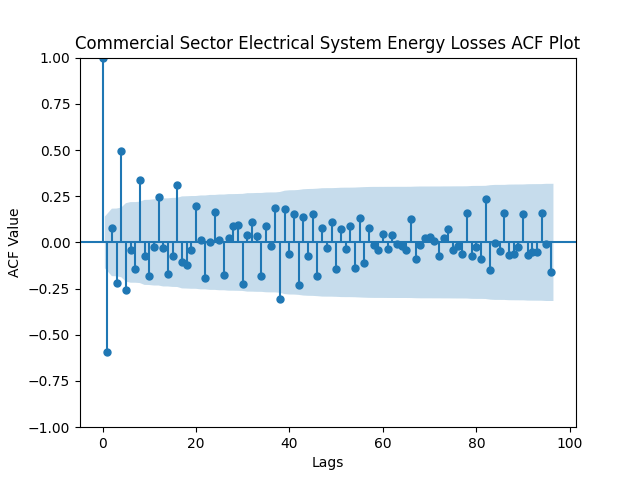 Commercial Sector Electrical System Energy Losses ACF Plot
1.00
0.75
0.50
0.25
0.00
−0.25
−0.50
−0.75
−1.00
ACF Value
0 20 40 60 80 100
Lags